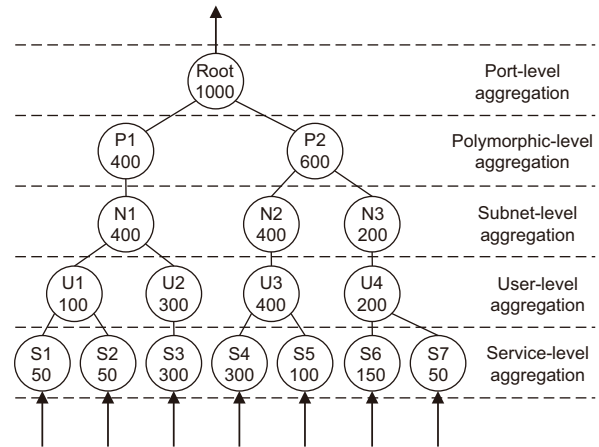 Root
1000
Port-level
aggregation
P1
400
P2
600
Polymorphic-level
aggregation
N1
400
N2
400
N3
200
Subnet-level
aggregation
U1
100
U2
300
U3
400
U4
200
User-level
aggregation
S1
50
S2
50
S3
300
S4
300
S5
100
S6
150
S7
50
Service-level
aggregation